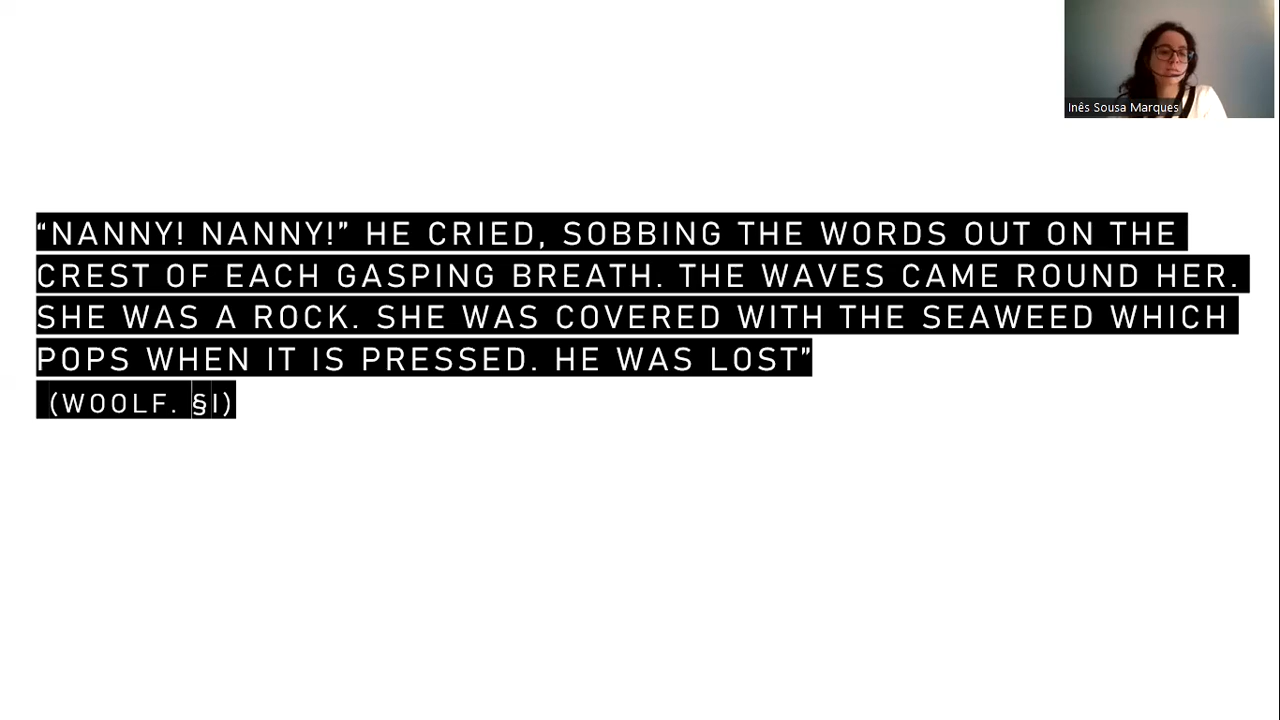 Inês Sousa Marques
“NANNY! NANNY!” HE CRIED, SOBBING THE WORDS OUT ON THE
CREST OF EACH GASPING BREATH. THE WAVES CAME ROUND HER.
SHE WAS A ROCK. SHE WAS COVERED WITH THE SEAWEED WHICH
POPS WHEN IT IS PRESSED. HE WAS LOST”
(WOOLF. §I)